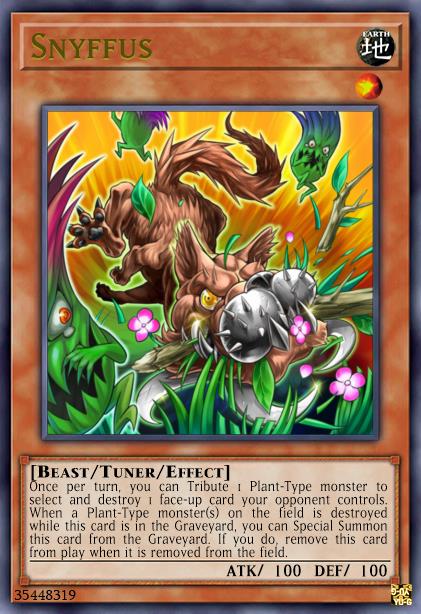 Snyffus
EARTH
地
[Beast/Tuner/Effect]
Once per turn, you can Tribute 1 Plant-Type monster to
select and destroy 1 face-up card your opponent controls.
When a Plant-Type monster(s) on the field is destroyed
while this card is in the Graveyard, you can Special Summon
this card from the Graveyard. If you do, remove this card
from play when it is removed from the field.
ATK/ 100 DEF/ 100
35448319